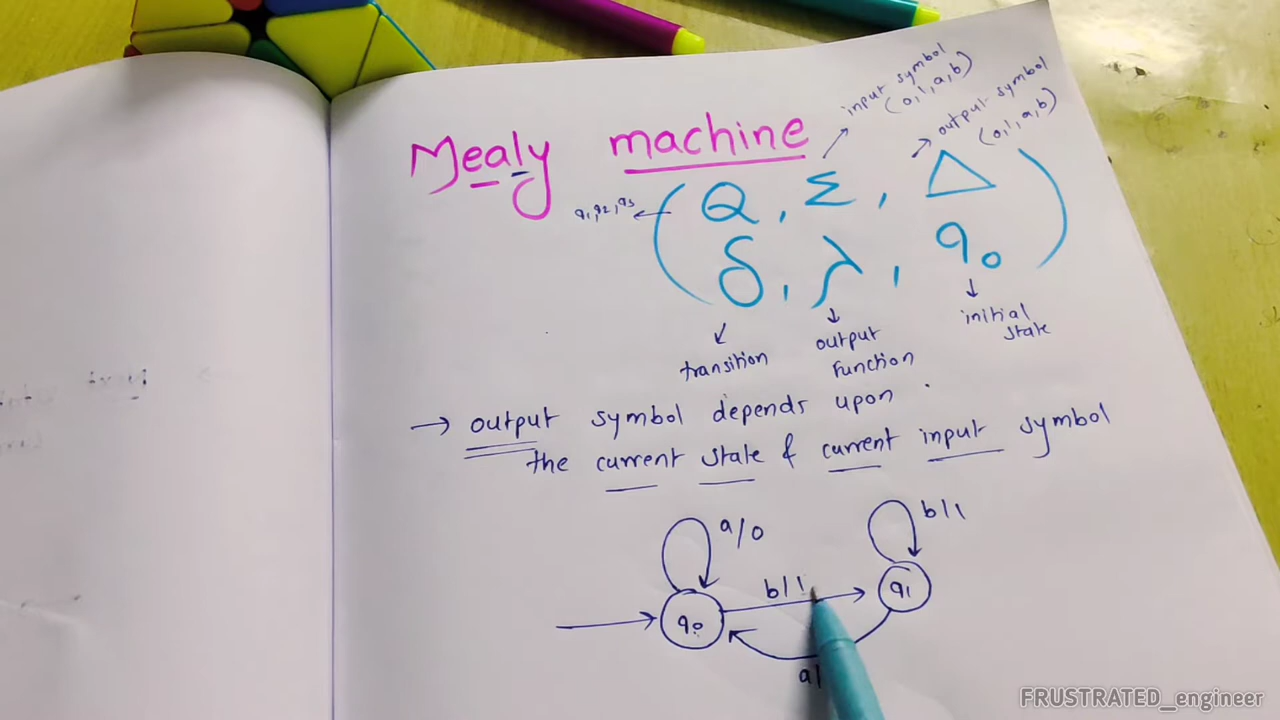 Mealy machine
input symbol
(0,1,a,b)
output symbol
(0,1,a,b)
q1,q2,q3
(Q, Σ, Δ
δ, λ, q0)
transition
output
function
initial
state
→ output symbol depends upon
the current state & current input symbol
a/0
b/1
b/1
q0
q1
a/
FRUSTRATED_engineer